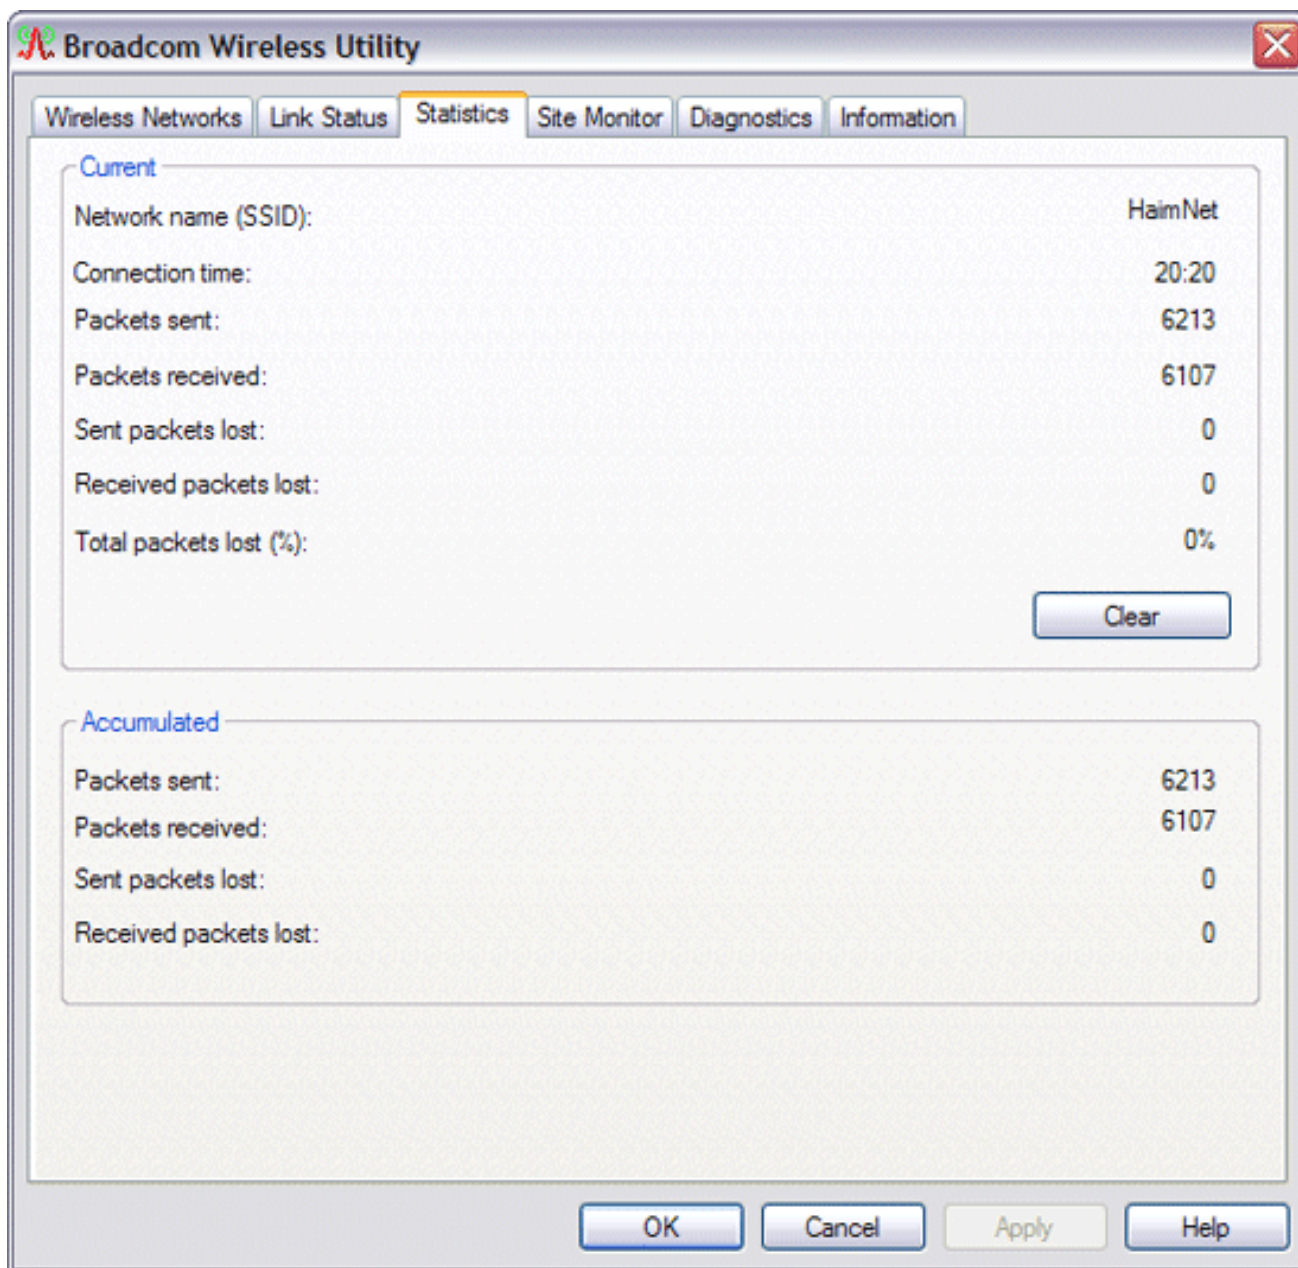 Broadcom Wireless Utility
Wireless Networks Link Status Statistics Site Monitor Diagnostics Information
Current
Network name (SSID): HaimNet
Connection time: 20:20
Packets sent: 6213
Packets received: 6107
Sent packets lost: 0
Received packets lost: 0
Total packets lost (%): 0%
Clear
Accumulated
Packets sent: 6213
Packets received: 6107
Sent packets lost: 0
Received packets lost: 0
OK Cancel Apply Help